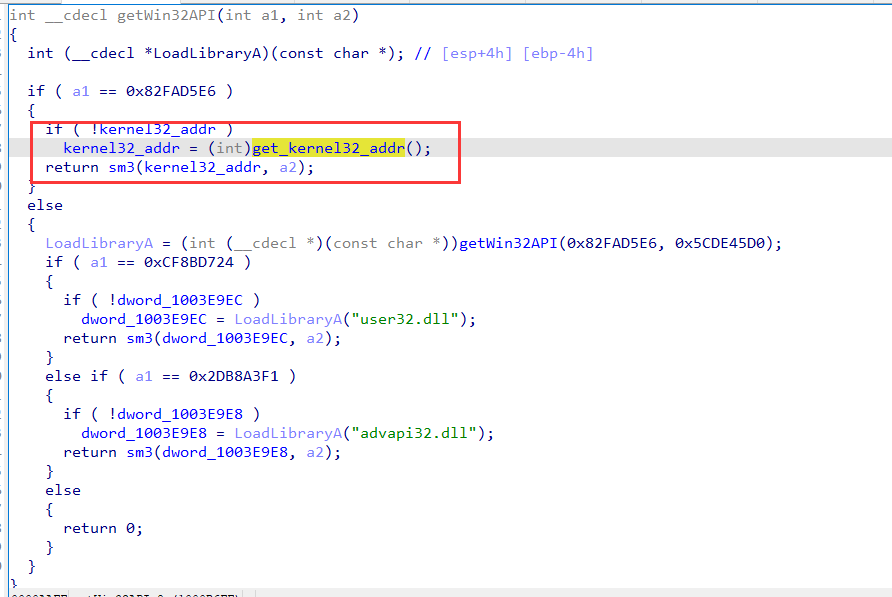 int __cdecl getWin32API(int a1, int a2)
{
int (__cdecl *LoadLibraryA)(const char *); // [esp+4h] [ebp-4h]
if ( a1 == 0x82FAD5E6 )
{
if ( !kernel32_addr )
kernel32_addr = (int)get_kernel32_addr();
return sm3(kernel32_addr, a2);
}
else
{
LoadLibraryA = (int (__cdecl *)(const char *))getWin32API(0x82FAD5E6, 0x5CDE45D0);
if ( a1 == 0xCF8BD724 )
{
if ( !dword_1003E9EC )
dword_1003E9EC = LoadLibraryA("user32.dll");
return sm3(dword_1003E9EC, a2);
}
else if ( a1 == 0x2DB8A3F1 )
{
if ( !dword_1003E9E8 )
dword_1003E9E8 = LoadLibraryA("advapi32.dll");
return sm3(dword_1003E9E8, a2);
}
else
{
return 0;
}
}
}